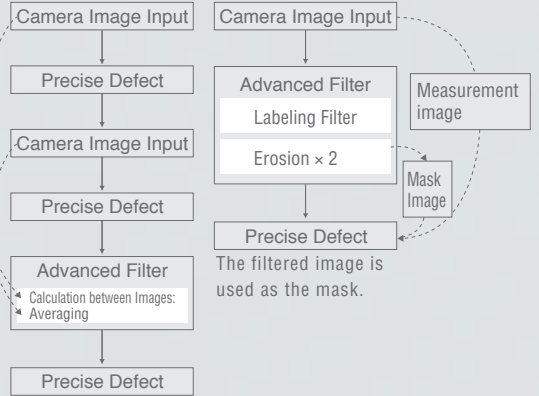 Camera Image Input
Precise Defect
Camera Image Input
Precise Defect
Advanced Filter
Calculation between Images:
Averaging
Precise Defect
Camera Image Input
Advanced Filter
Labeling Filter
Erosion × 2
Measurement
image
Mask
Image
Precise Defect
The filtered image is
used as the mask.